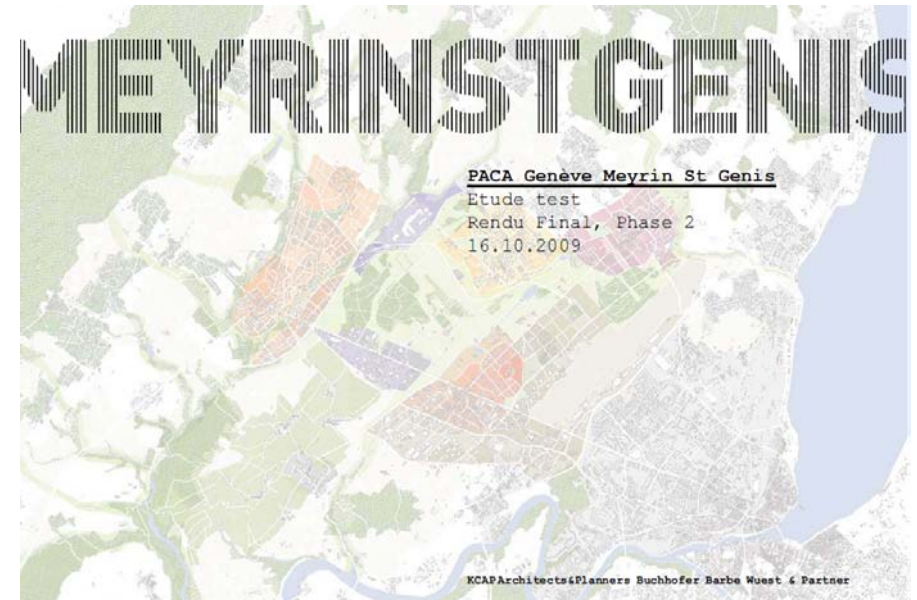 MEYRINSTGENIS
PACA Genève Meyrin St Genis
Etude test
Rendu Final, Phase 2
16.10.2009
KCAPArchitects&Planners Buchhofer Barbe Wuest & Partner